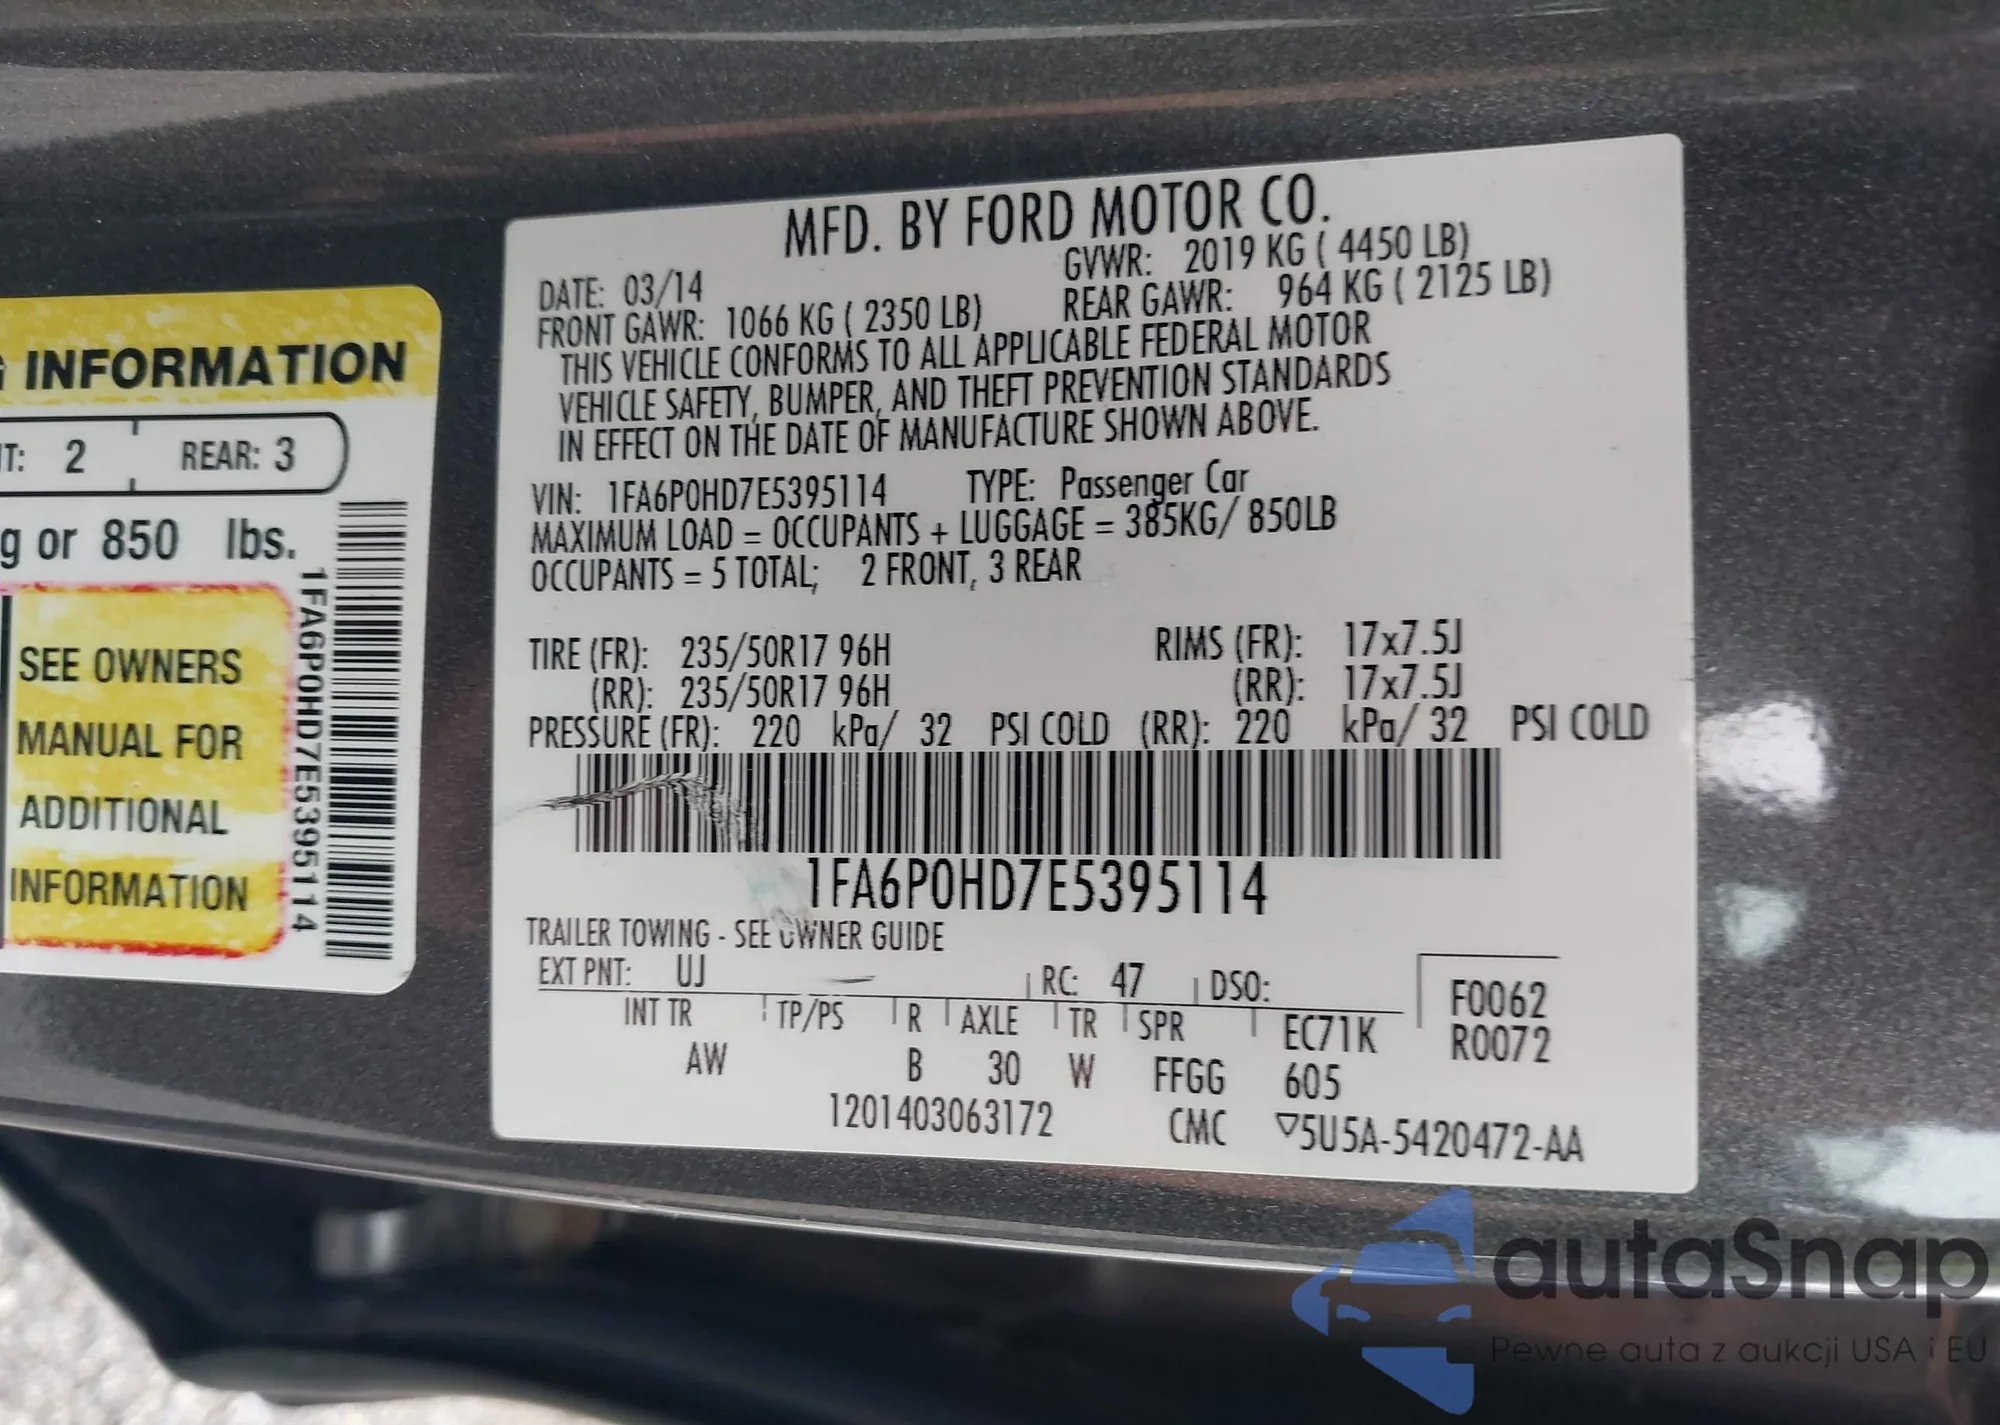 MFD. BY FORD MOTOR CO.
DATE: 03/14 GVWR: 2019 KG ( 4450 LB)
FRONT GAWR: 1066 KG ( 2350 LB) REAR GAWR: 964 KG ( 2125 LB)
THIS VEHICLE CONFORMS TO ALL APPLICABLE FEDERAL MOTOR
VEHICLE SAFETY, BUMPER, AND THEFT PREVENTION STANDARDS
IN EFFECT ON THE DATE OF MANUFACTURE SHOWN ABOVE.
VIN: 1FA6P0HD7E5395114 TYPE: Passenger Car
MAXIMUM LOAD = OCCUPANTS + LUGGAGE = 385KG/ 850LB
OCCUPANTS = 5 TOTAL; 2 FRONT, 3 REAR
TIRE (FR): 235/50R17 96H RIMS (FR): 17x7.5J
(RR): 235/50R17 96H (RR): 17x7.5J
PRESSURE (FR): 220 kPa/ 32 PSI COLD (RR): 220 kPa/ 32 PSI COLD
1FA6P0HD7E5395114
TRAILER TOWING - SEE OWNER GUIDE
EXT PNT: UJ RC: 47 DSO: F0062
INT TR TP/PS R AXLE TR SPR EC71K R0072
AW B 30 W FFGG 605
1201403063172 CMC ▽5U5A-5420472-AA
INFORMATION
T: 2 REAR: 3
g or 850 lbs.
SEE OWNERS
MANUAL FOR
ADDITIONAL
INFORMATION
1FA6P0HD7E5395114
autaSnap
Pewne auta z aukcji USA i EU